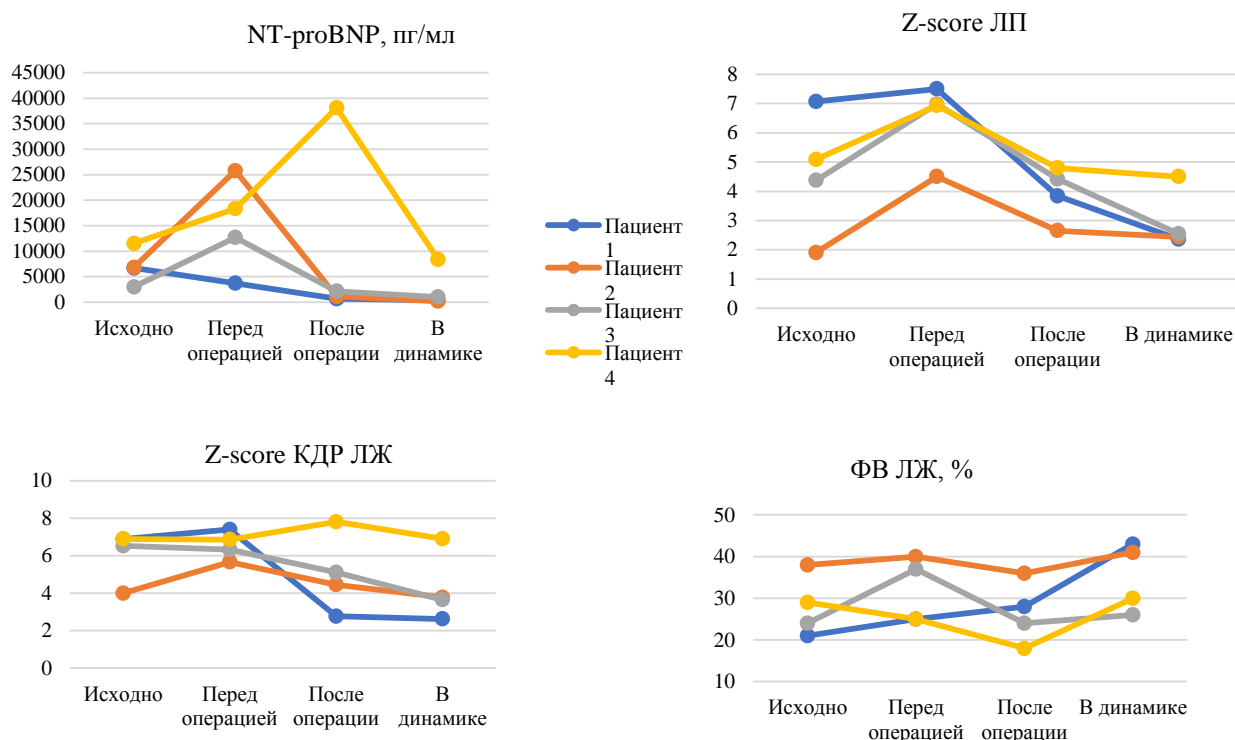 NT-proBNP, пг/мл
45000
40000
35000
30000
25000
20000
15000
10000
5000
0
Исходно
Перед
операцией
После
операции
В
динамике
Пациент
1
Пациент
2
Пациент
3
Пациент
4
Z-score ЛП
8
7
6
5
4
3
2
1
0
Исходно
Перед
операцией
После
операции
В динамике
Z-score КДР ЛЖ
10
8
6
4
2
0
Исходно
Перед
операцией
После
операции
В
динамике
ФВ ЛЖ, %
50
40
30
20
10
Исходно
Перед
операцией
После
операции
В динамике